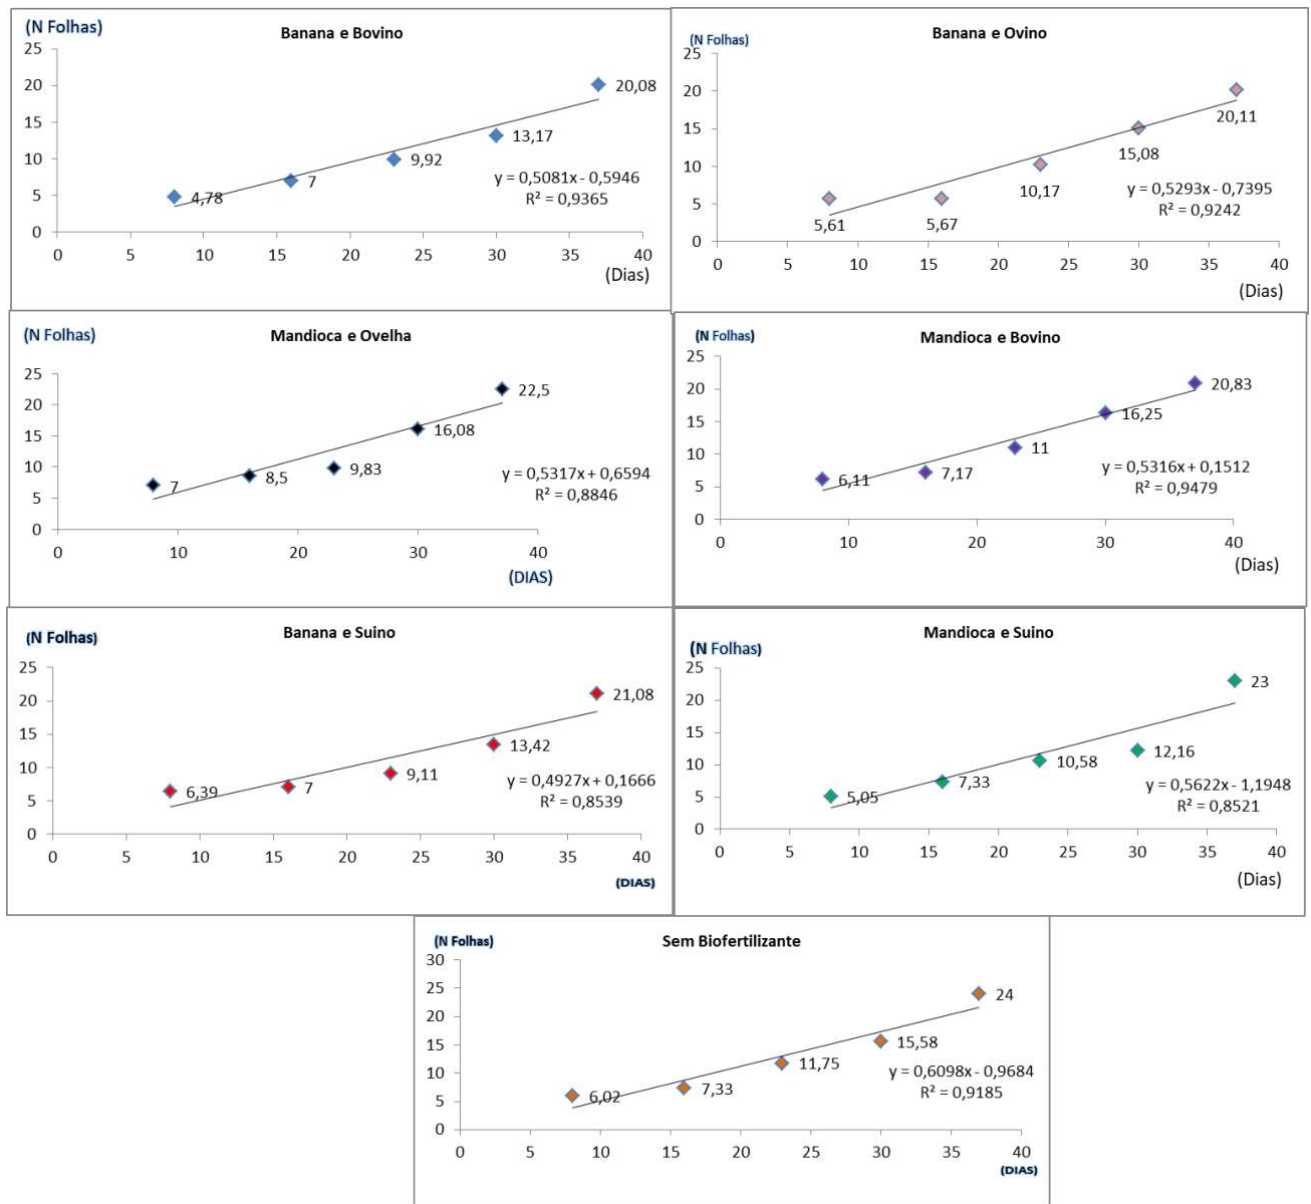 (N Folhas)
Banana e Bovino
25
20
15
10
5
0
20,08
13,17
9,92
7
4,78
y = 0,5081x - 0,5946
R² = 0,9365
0 5 10 15 20 25 30 35 40
(Dias)
(N Folhas)
Banana e Ovino
25
20
15
10
5
0
20,11
15,08
10,17
5,61
5,67
y = 0,5293x - 0,7395
R² = 0,9242
0 5 10 15 20 25 30 35 40
(Dias)
(N Folhas)
Mandioca e Ovelha
25
20
15
10
5
0
22,5
16,08
9,83
8,5
7
y = 0,5317x + 0,6594
R² = 0,8846
0 10 20 30 40
(DIAS)
(N Folhas)
Mandioca e Bovino
25
20
15
10
5
0
20,83
16,25
11
7,17
6,11
y = 0,5316x + 0,1512
R² = 0,9479
0 10 20 30 40
(Dias)
(N Folhas)
Banana e Suino
25
20
15
10
5
0
21,08
13,42
9,11
7
6,39
y = 0,4927x + 0,1666
R² = 0,8539
0 5 10 15 20 25 30 35 40
(DIAS)
(N Folhas)
Mandioca e Suino
25
20
15
10
5
0
23
12,16
10,58
7,33
5,05
y = 0,5622x - 1,1948
R² = 0,8521
0 5 10 15 20 25 30 35 40
(Dias)
(N Folhas)
Sem Biofertilizante
30
25
20
15
10
5
0
24
15,58
11,75
7,33
6,02
y = 0,6098x - 0,9684
R² = 0,9185
0 5 10 15 20 25 30 35 40
(DIAS)